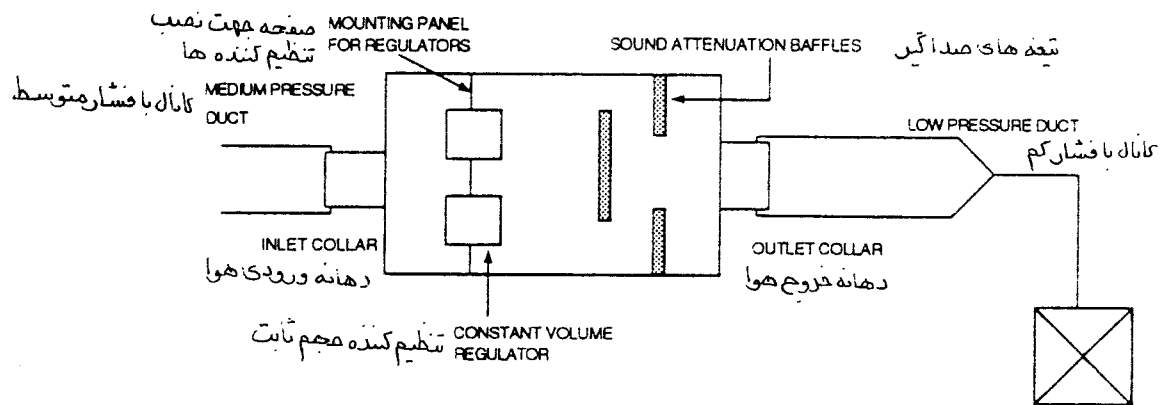 صفحه جهت نصب
تنظیم کننده ها
MOUNTING PANEL
FOR REGULATORS
SOUND ATTENUATION BAFFLES
تیغه های صداگیر
کانال با فشار متوسط
MEDIUM PRESSURE
DUCT
LOW PRESSURE DUCT
کانال با فشار کم
INLET COLLAR
دهانه ورودی هوا
OUTLET COLLAR
دهانه خروج هوا
تنظیم کننده حجم ثابت
CONSTANT VOLUME
REGULATOR